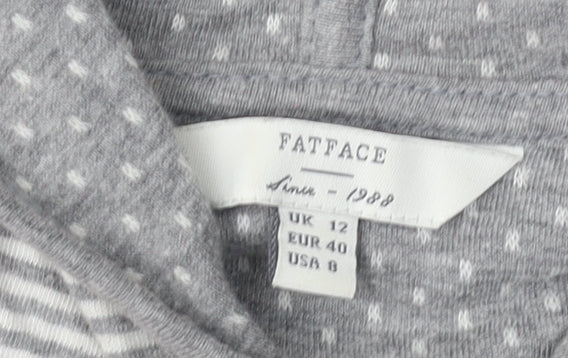 FATFACE
Since - 1988
UK 12
EUR 40
USA 8